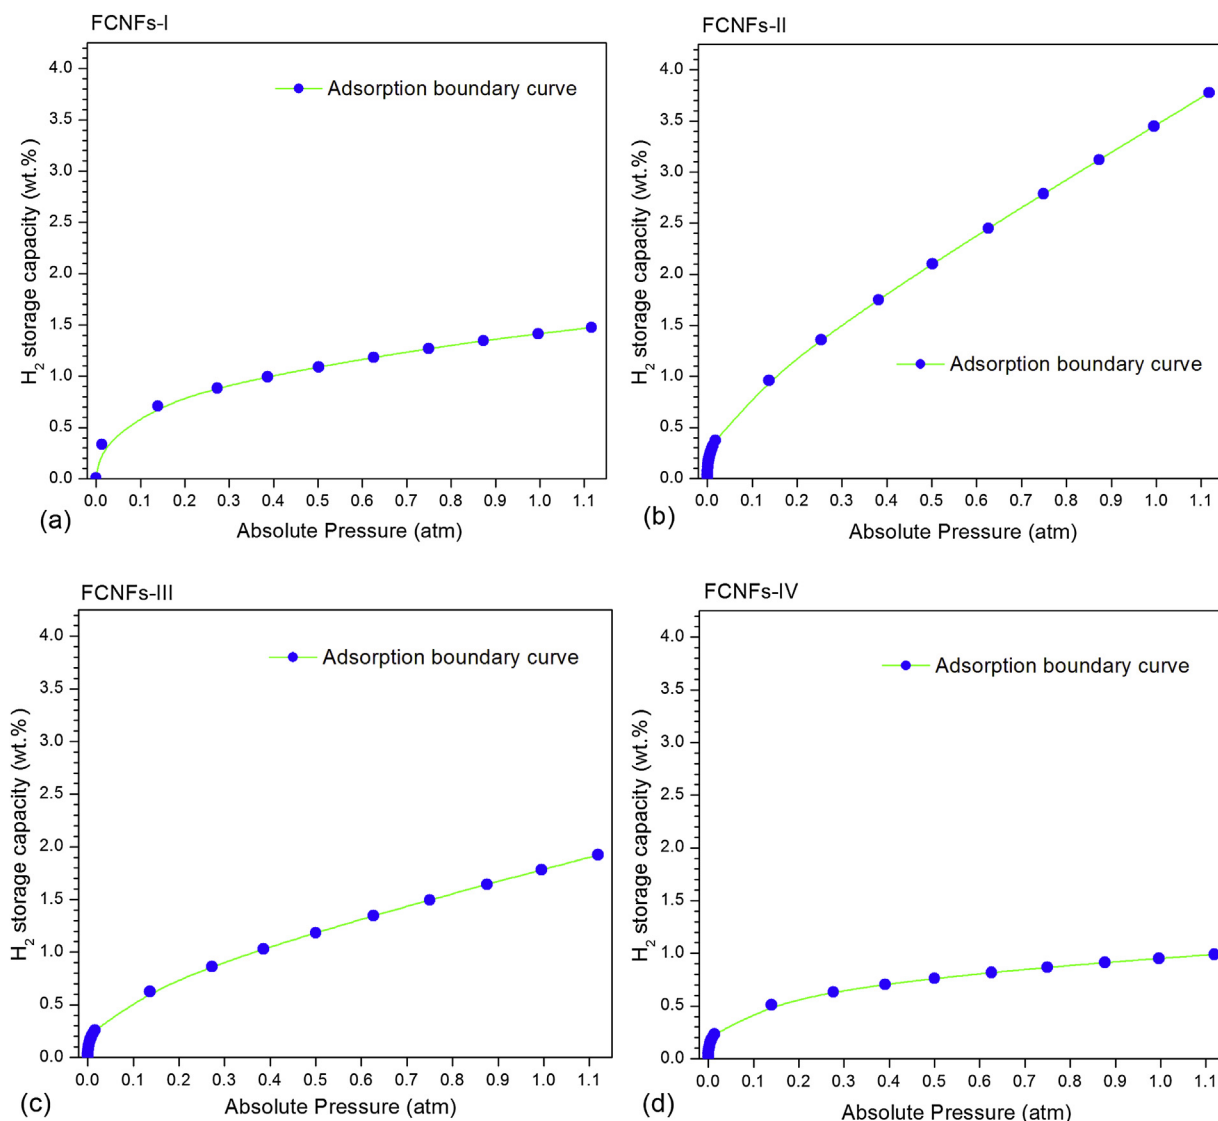 FCNFs-I
4.0
3.5
3.0
2.5
2.0
1.5
1.0
0.5
0.0
H2 storage capacity (wt.%)
Adsorption boundary curve
0.0 0.1 0.2 0.3 0.4 0.5 0.6 0.7 0.8 0.9 1.0 1.1
(a)
Absolute Pressure (atm)
FCNFs-II
4.0
3.5
3.0
2.5
2.0
1.5
1.0
0.5
0.0
H2 storage capacity (wt.%)
Adsorption boundary curve
0.0 0.1 0.2 0.3 0.4 0.5 0.6 0.7 0.8 0.9 1.0 1.1
(b)
Absolute Pressure (atm)
FCNFs-III
4.0
3.5
3.0
2.5
2.0
1.5
1.0
0.5
0.0
H2 storage capacity (wt.%)
Adsorption boundary curve
0.0 0.1 0.2 0.3 0.4 0.5 0.6 0.7 0.8 0.9 1.0 1.1
(c)
Absolute Pressure (atm)
FCNFs-IV
4.0
3.5
3.0
2.5
2.0
1.5
1.0
0.5
0.0
H2 storage capacity (wt.%)
Adsorption boundary curve
0.0 0.1 0.2 0.3 0.4 0.5 0.6 0.7 0.8 0.9 1.0 1.1
(d)
Absolute Pressure (atm)